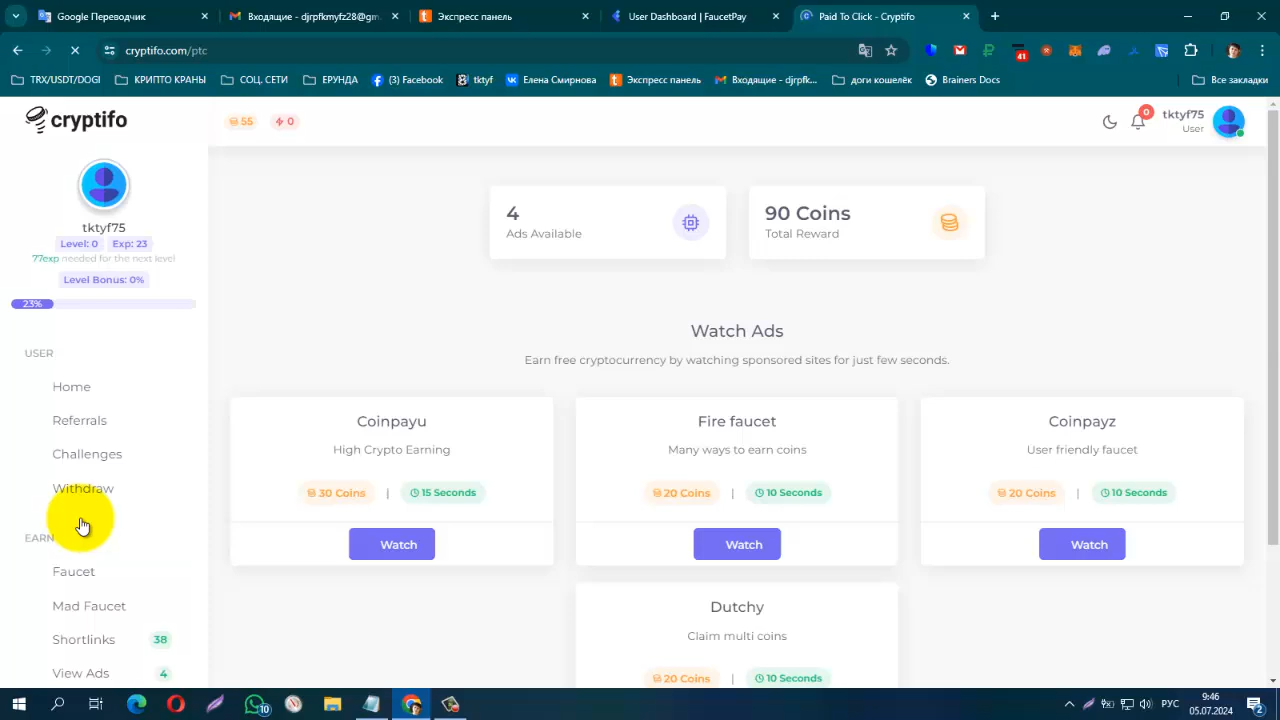 Google Переводчик
Входящие - djrpkmyfz28@gm
Экспресс панель
User Dashboard | FaucetPay
Paid To Click - Cryptifo
cryptifo.com/ptc
41
TRX/USDT/DOGI
КРИПТО КРАНЫ
СОЦ. СЕТИ
ЕРУНДА
(3) Facebook
tktyf
Елена Смирнова
Экспресс панель
Входящие - djrpkm...
доги кошелёк
Brainers Docs
Все закладки
cryptifo
55
0
0
tktyf75
User
tktyf75
Level: 0
Exp: 23
77exp needed for the next level
Level Bonus: 0%
23%
USER
Home
Referrals
Challenges
Withdraw
EARN
Faucet
Mad Faucet
Shortlinks
38
View Ads
4
4
Ads Available
90 Coins
Total Reward
Watch Ads
Earn free cryptocurrency by watching sponsored sites for just few seconds.
Coinpayu
High Crypto Earning
30 Coins | 15 Seconds
Watch
Fire faucet
Many ways to earn coins
20 Coins | 10 Seconds
Watch
Coinpayz
User friendly faucet
20 Coins | 10 Seconds
Watch
Dutchy
Claim multi coins
20 Coins | 10 Seconds
10
РУС
9:46
05.07.2024
2